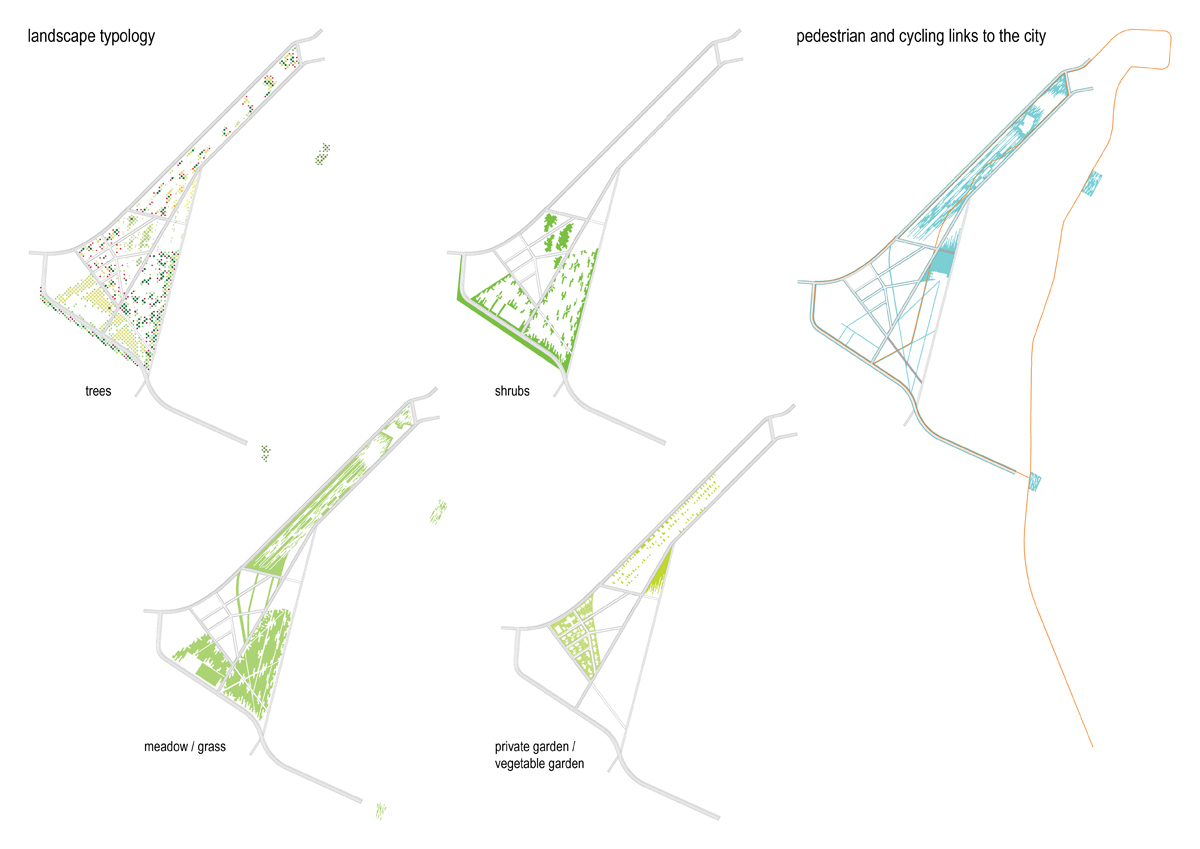 landscape typology
pedestrian and cycling links to the city
trees
shrubs
meadow / grass
private garden /
vegetable garden